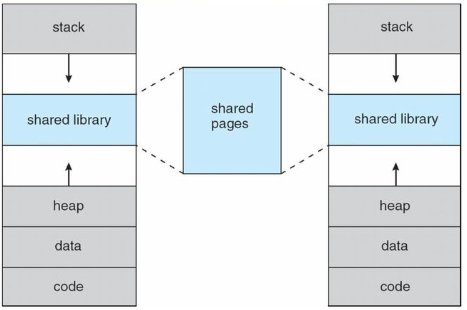 stack
shared library
heap
data
code
shared
pages
stack
shared library
heap
data
code